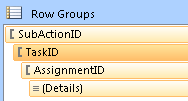 Row Groups
SubActionID
TaskID
AssignmentID
(Details)